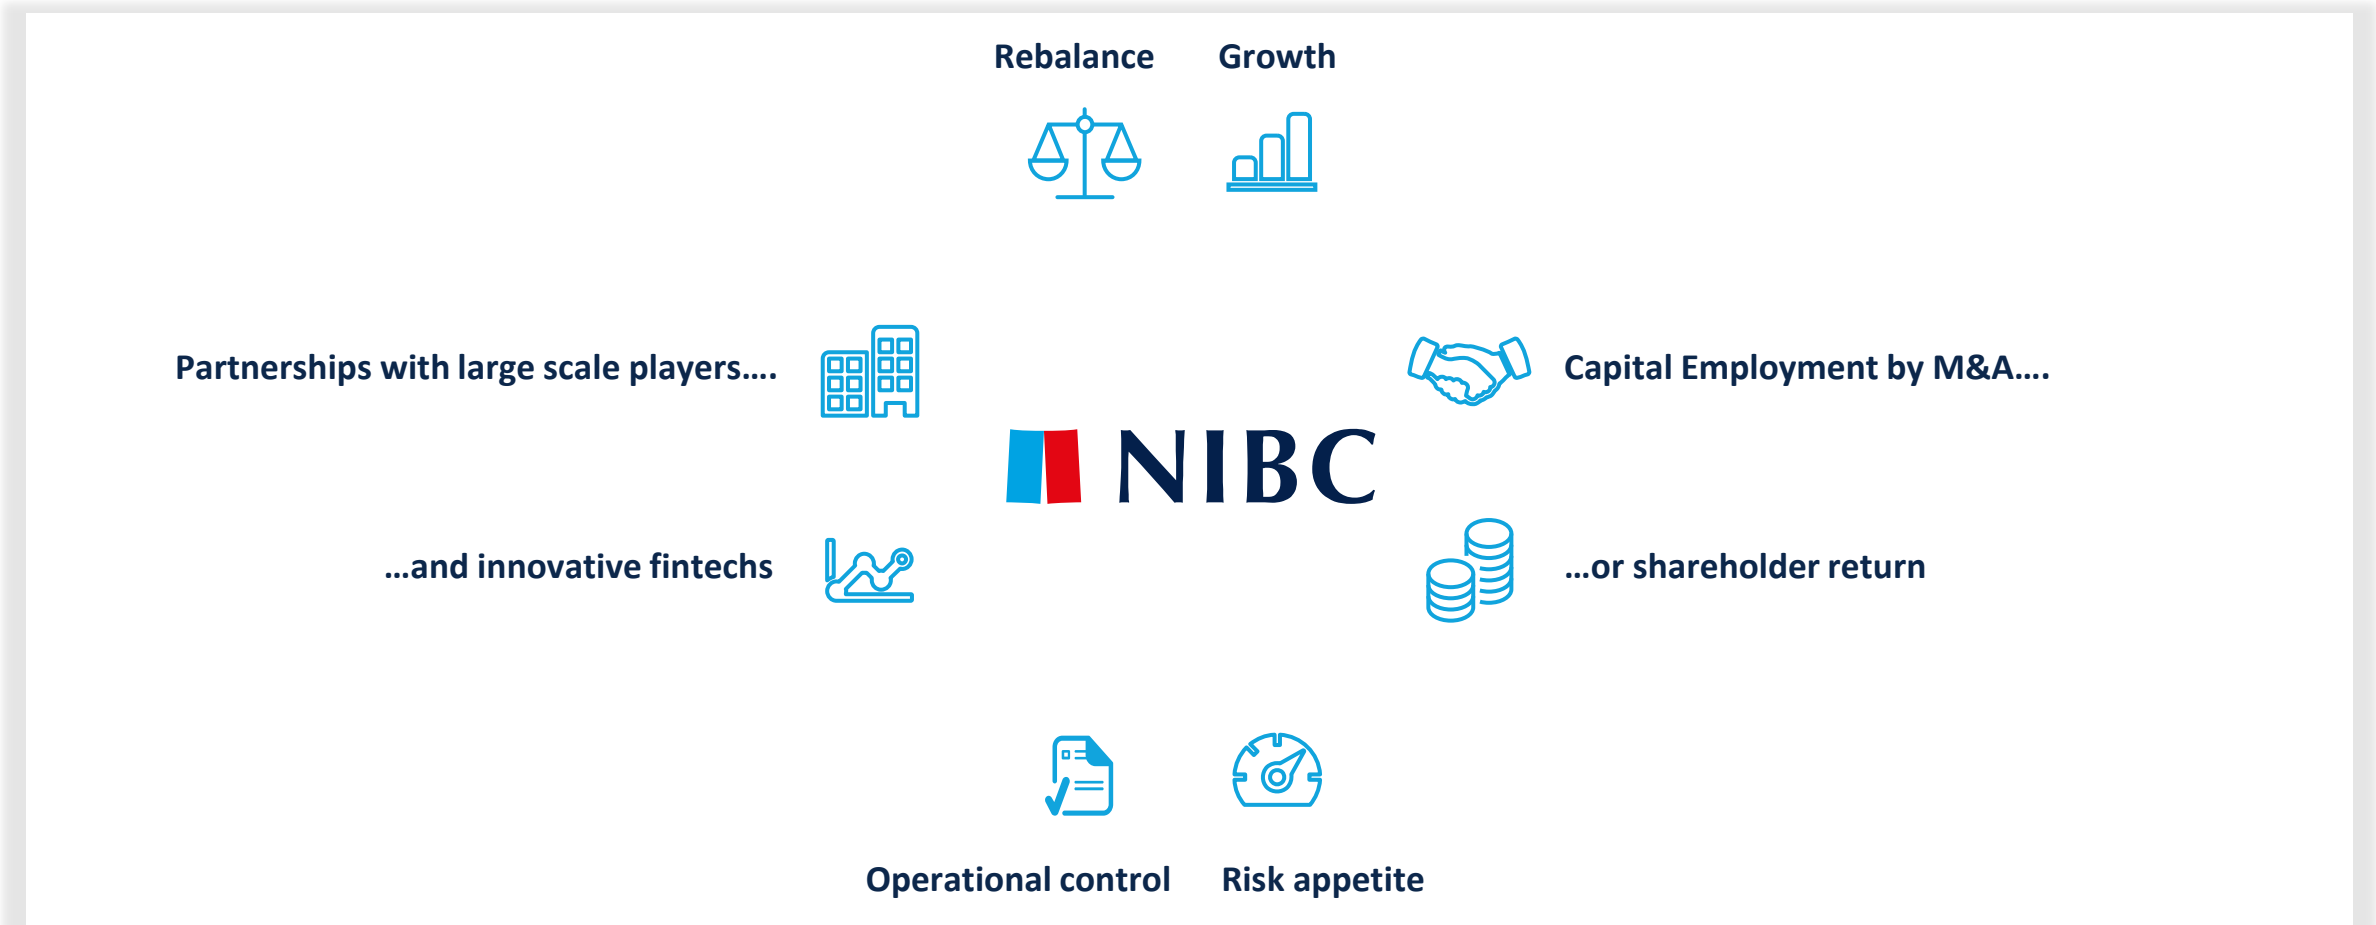 Rebalance Growth
Partnerships with large scale players....
Capital Employment by M&A....
NIBC
...and innovative fintechs
...or shareholder return
Operational control Risk appetite